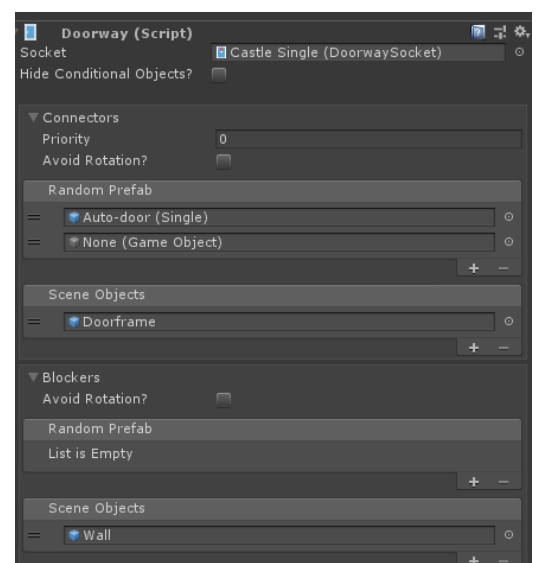 Doorway (Script)
Socket Castle Single (DoorwaySocket)
Hide Conditional Objects?
Connectors
Priority 0
Avoid Rotation?
Random Prefab
Auto-door (Single)
None (Game Object)
+ −
Scene Objects
Doorframe
+ −
Blockers
Avoid Rotation?
Random Prefab
List is Empty
+ −
Scene Objects
Wall
+ −